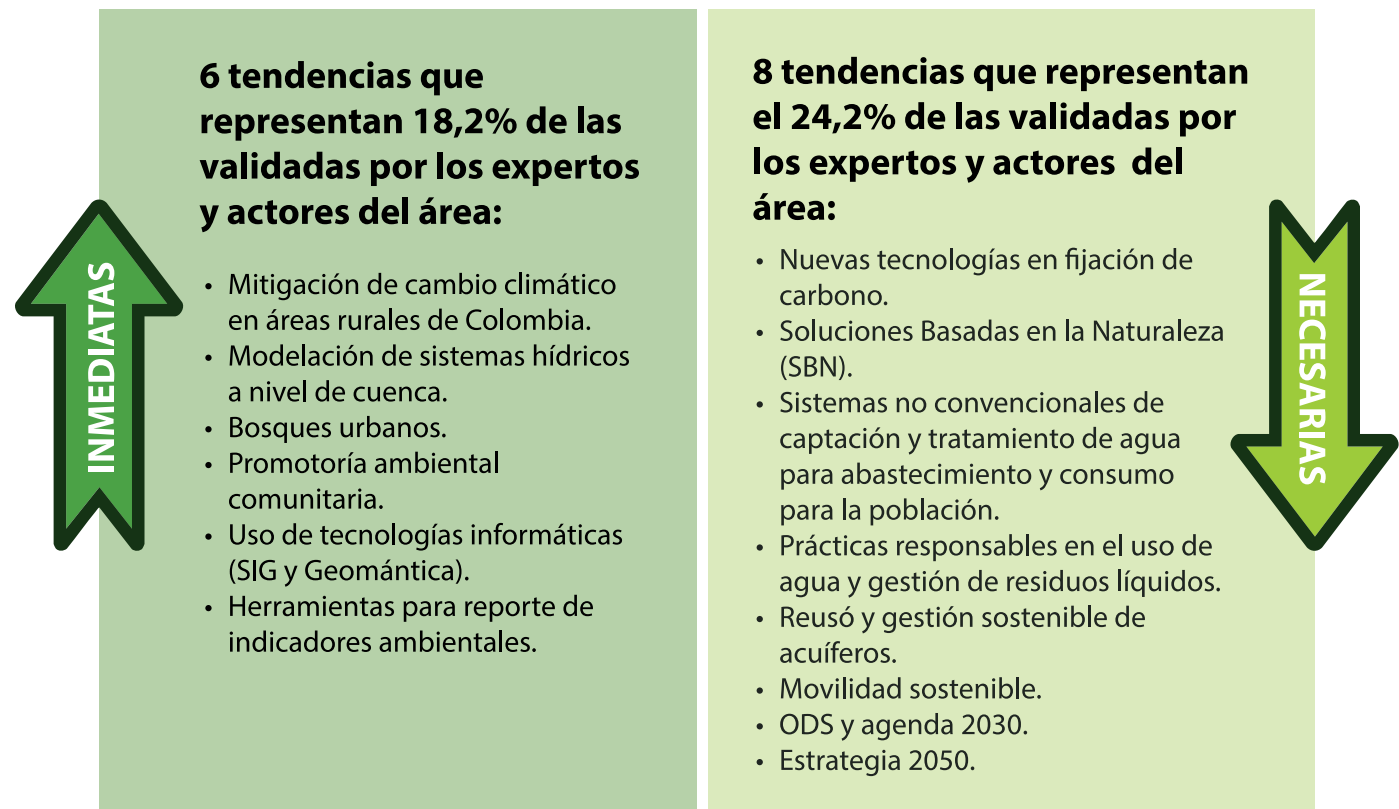 6 tendencias que
representan 18,2% de las
validadas por los expertos
y actores del área:
INMEDIATAS
• Mitigación de cambio climático
en áreas rurales de Colombia.
• Modelación de sistemas hídricos
a nivel de cuenca.
• Bosques urbanos.
• Promotoría ambiental
comunitaria.
• Uso de tecnologías informáticas
(SIG y Geomántica).
• Herramientas para reporte de
indicadores ambientales.
8 tendencias que representan
el 24,2% de las validadas por
los expertos y actores del
área:
NECESARIAS
• Nuevas tecnologías en fijación de
carbono.
• Soluciones Basadas en la Naturaleza
(SBN).
• Sistemas no convencionales de
captación y tratamiento de agua
para abastecimiento y consumo
para la población.
• Prácticas responsables en el uso de
agua y gestión de residuos líquidos.
• Reusó y gestión sostenible de
acuíferos.
• Movilidad sostenible.
• ODS y agenda 2030.
• Estrategia 2050.